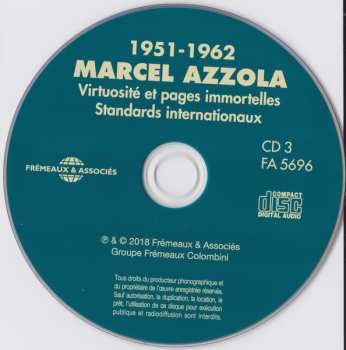 1951-1962
MARCEL AZZOLA
Virtuosité et pages immortelles
Standards internationaux
CD 3
FA 5696
FRÉMEAUX & ASSOCIÉS
COMPACT
disc
DIGITAL AUDIO
℗ & © 2018 Frémeaux & Associés
Groupe Frémeaux Colombini
Tous droits du producteur phonographique et
du propriétaire de l'œuvre enregistrée réservés.
Sauf autorisation, la duplication, la location, le
prêt, l'utilisation de ce disque pour exécution
publique et radiodiffusion sont interdits.